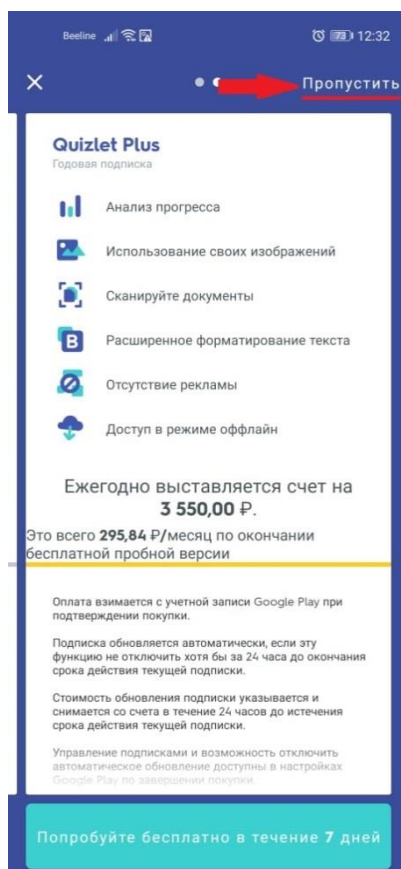 Beeline 73 12:32
Пропустить
Quizlet Plus
Годовая подписка
Анализ прогресса
Использование своих изображений
Сканируйте документы
B Расширенное форматирование текста
Отсутствие рекламы
Доступ в режиме оффлайн
Ежегодно выставляется счет на
3 550,00 ₽.
Это всего 295,84 ₽/месяц по окончании
бесплатной пробной версии
Оплата взимается с учетной записи Google Play при
подтверждении покупки.
Подписка обновляется автоматически, если эту
функцию не отключить хотя бы за 24 часа до окончания
срока действия текущей подписки.
Стоимость обновления подписки указывается и
снимается со счета в течение 24 часов до истечения
срока действия текущей подписки.
Управление подписками и возможность отключить
автоматическое обновление доступны в настройках
Google Play по завершении покупки.
Попробуйте бесплатно в течение 7 дней